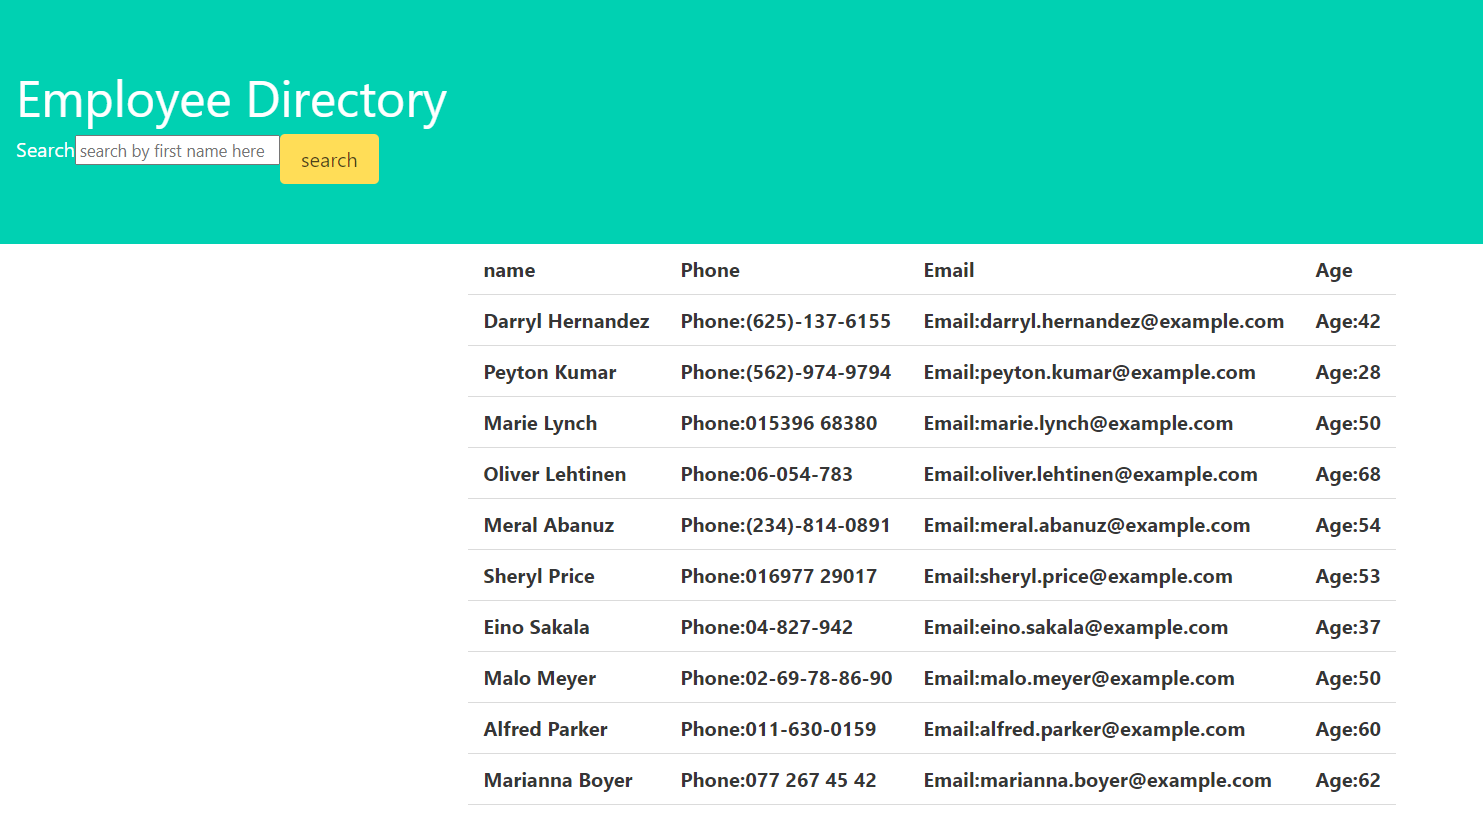 Employee Directory
Search search by first name here search
name Phone Email Age
Darryl Hernandez Phone:(625)-137-6155 Email:darryl.hernandez@example.com Age:42
Peyton Kumar Phone:(562)-974-9794 Email:peyton.kumar@example.com Age:28
Marie Lynch Phone:015396 68380 Email:marie.lynch@example.com Age:50
Oliver Lehtinen Phone:06-054-783 Email:oliver.lehtinen@example.com Age:68
Meral Abanuz Phone:(234)-814-0891 Email:meral.abanuz@example.com Age:54
Sheryl Price Phone:016977 29017 Email:sheryl.price@example.com Age:53
Eino Sakala Phone:04-827-942 Email:eino.sakala@example.com Age:37
Malo Meyer Phone:02-69-78-86-90 Email:malo.meyer@example.com Age:50
Alfred Parker Phone:011-630-0159 Email:alfred.parker@example.com Age:60
Marianna Boyer Phone:077 267 45 42 Email:marianna.boyer@example.com Age:62